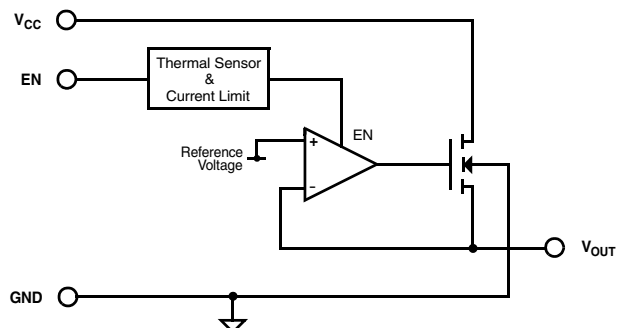 VCC
EN
Thermal Sensor
&
Current Limit
EN
Reference
Voltage
+
-
VOUT
GND